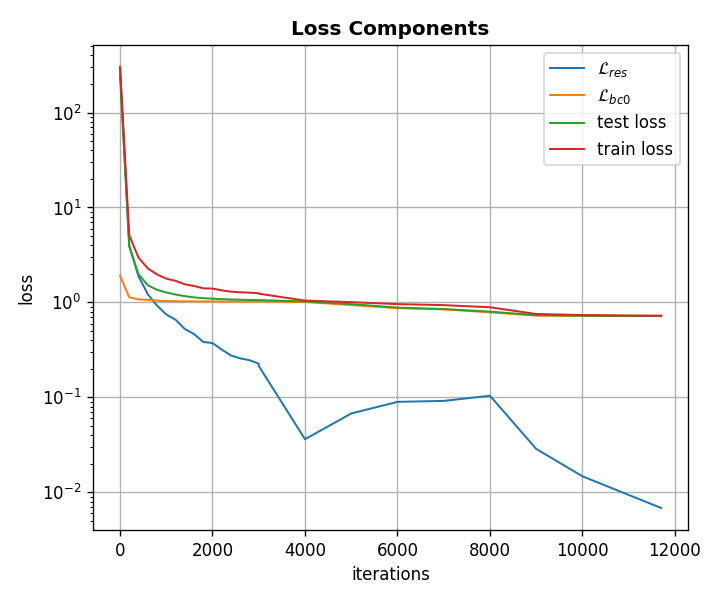 Loss Components
ℒ_res
ℒ_bc0
test loss
train loss
10²
10¹
10⁰
10⁻¹
10⁻²
loss
0 2000 4000 6000 8000 10000 12000
iterations